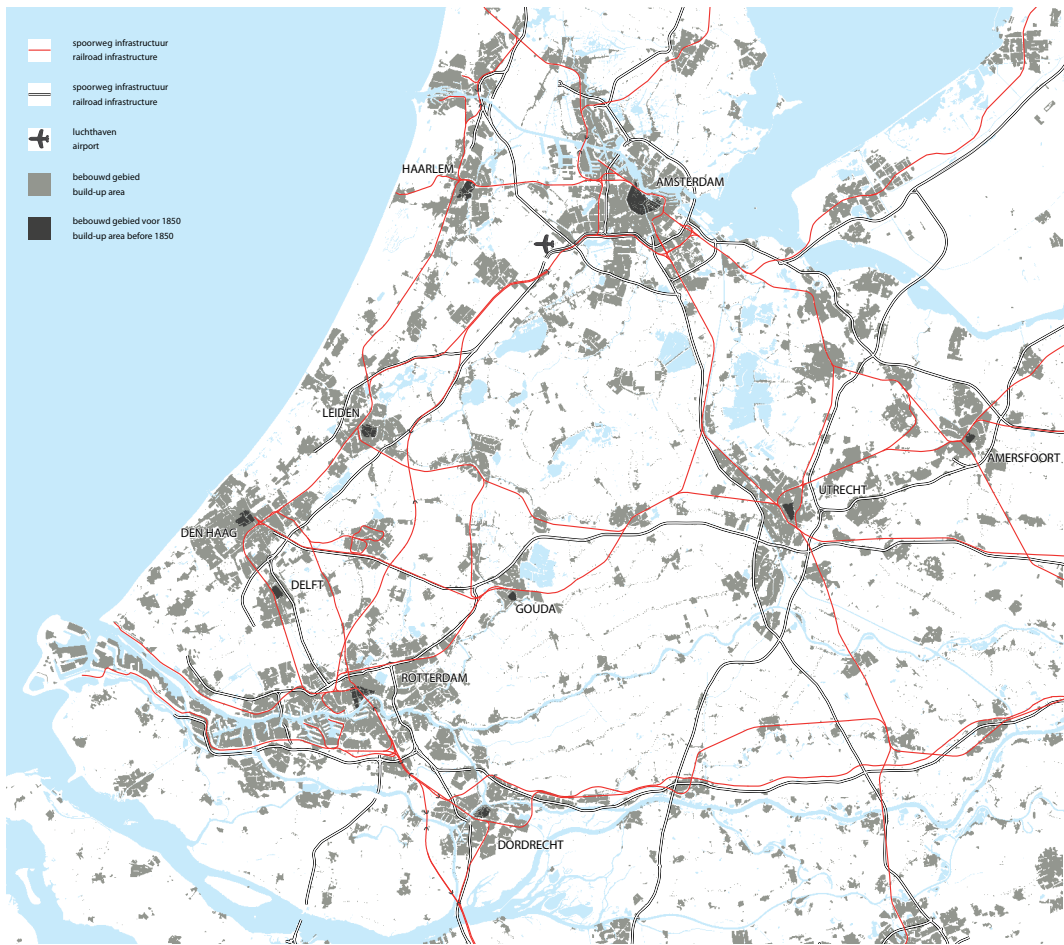 spoorweg infrastructuur
railroad infrastructure
spoorweg infrastructuur
railroad infrastructure
luchthaven
airport
bebouwd gebied
build-up area
bebouwd gebied voor 1850
build-up area before 1850
HAARLEM
AMSTERDAM
LEIDEN
AMERSFOORT
UTRECHT
DEN HAAG
DELFT
GOUDA
ROTTERDAM
DORDRECHT